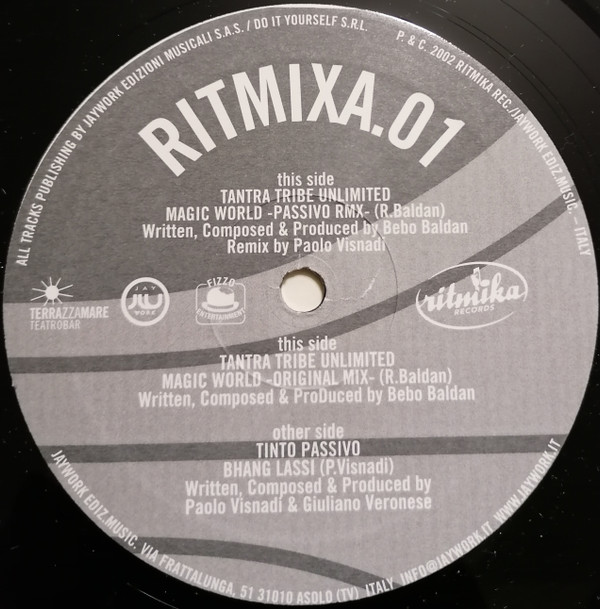 ALL TRACKS PUBLISHING BY JAYWORK EDIZIONI MUSICALI S.A.S. / DO IT YOURSELF S.R.L.
P. & C. 2002 RITMIKA REC./JAYWORK EDIZ.MUSIC. - ITALY
RITMIXA.01
this side
TANTRA TRIBE UNLIMITED
MAGIC WORLD -PASSIVO RMX- (R.Baldan)
Written, Composed & Produced by Bebo Baldan
Remix by Paolo Visnadi
TERRAZZAMARE
TEATROBAR
JAY
JW
WORK
FIZZO
ENTERTAINMENT
ritmika
RECORDS
this side
TANTRA TRIBE UNLIMITED
MAGIC WORLD -ORIGINAL MIX- (R.Baldan)
Written, Composed & ProDuced by Bebo Baldan
other side
TINTO PASSIVO
BHANG LASSI (P.Visnadi)
Written, Composed & Produced by
Paolo Visnadi & Giuliano Veronese
JAYWORK EDIZ.MUSIC. VIA FRATTALUNGA, 51 31010 ASOLO (TV) ITALY INFO@JAYWORK.IT WWW.JAYWORK.IT